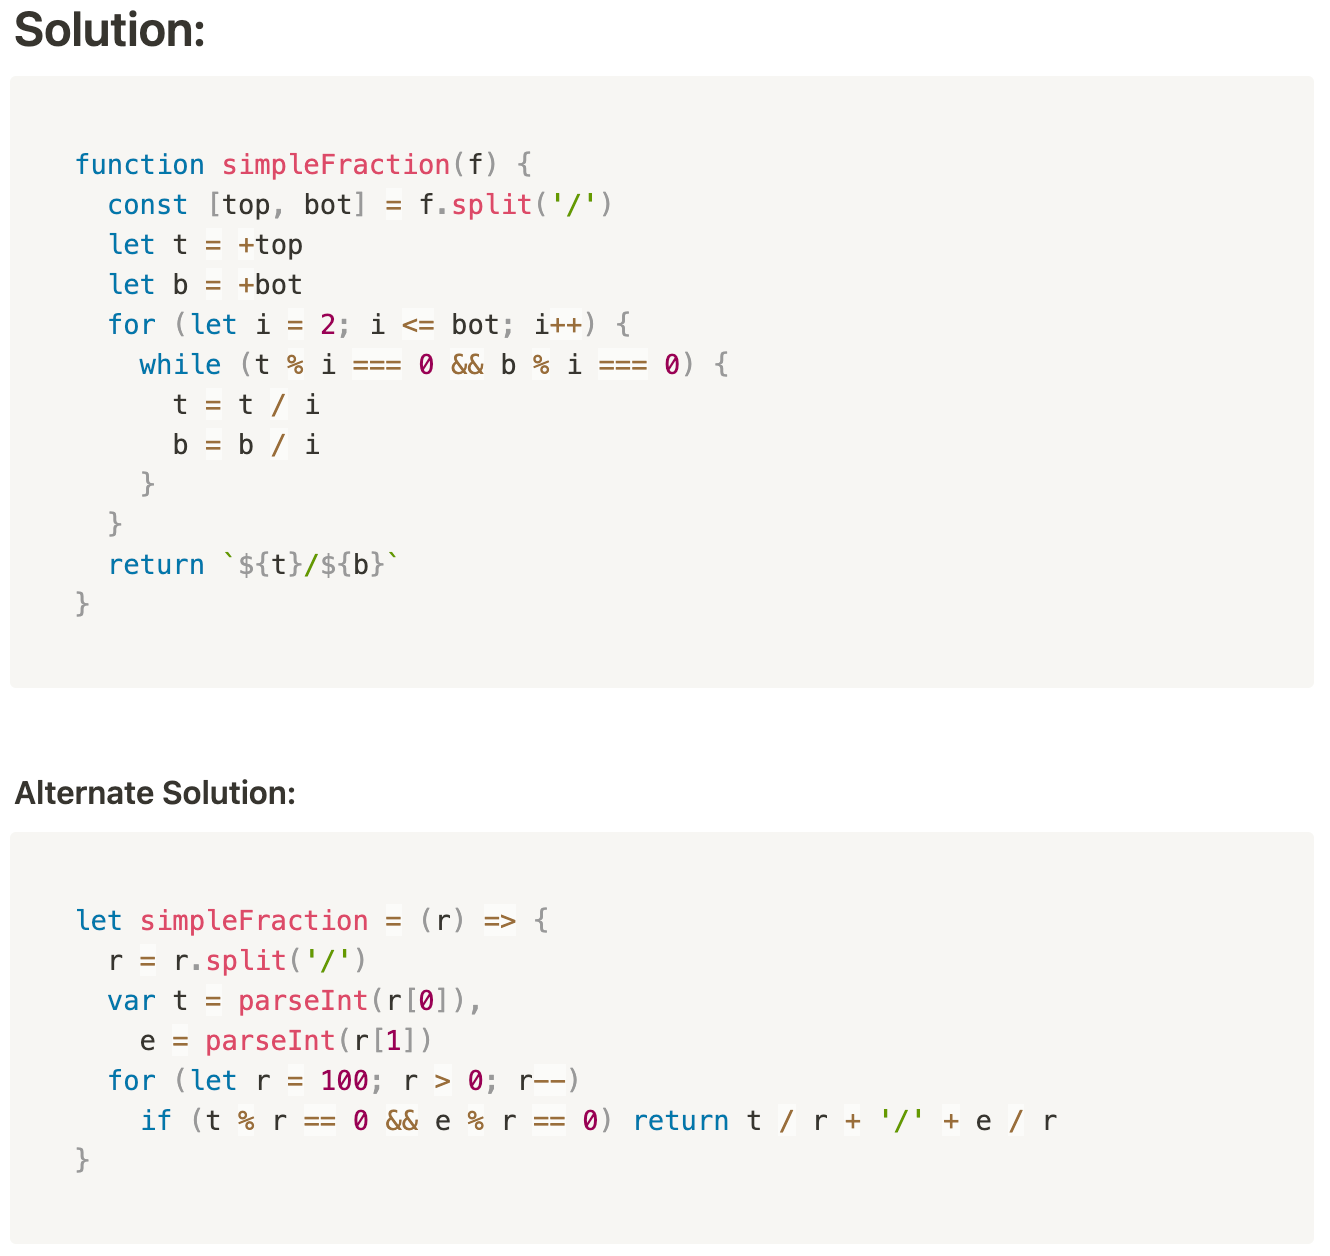 Solution:
function simpleFraction(f) {
  const [top, bot] = f.split('/')
  let t = +top
  let b = +bot
  for (let i = 2; i <= bot; i++) {
    while (t % i === 0 && b % i === 0) {
      t = t / i
      b = b / i
    }
  }
  return `${t}/${b}`
}
Alternate Solution:
let simpleFraction = (r) => {
  r = r.split('/')
  var t = parseInt(r[0]),
    e = parseInt(r[1])
  for (let r = 100; r > 0; r--)
    if (t % r == 0 && e % r == 0) return t / r + '/' + e / r
}